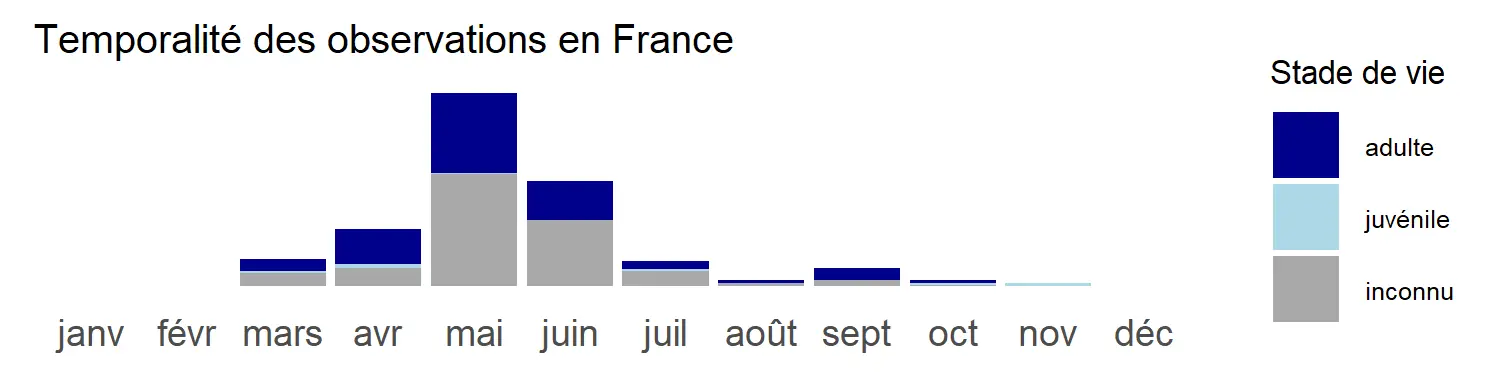 Temporalité des observations en France
Stade de vie
adulte
juvénile
inconnu
janv févr mars avr mai juin juil août sept oct nov déc